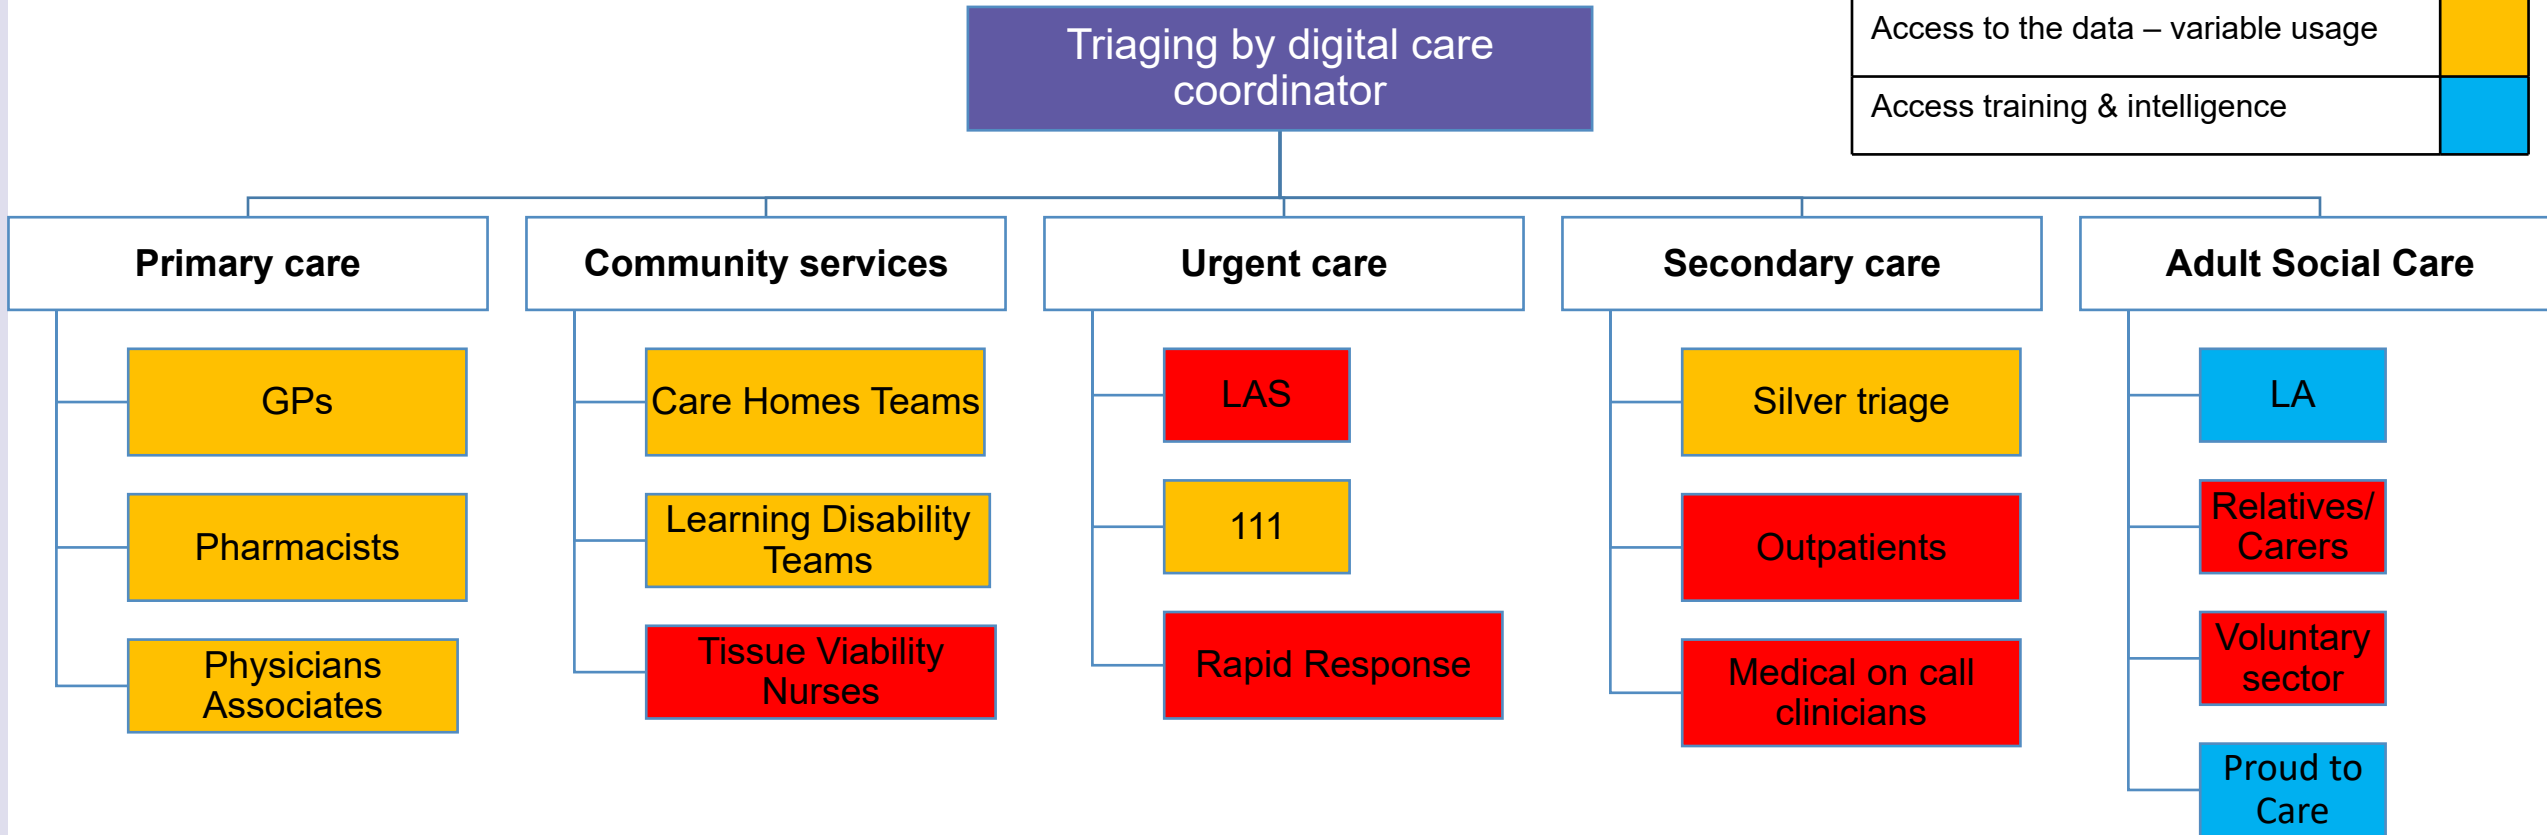 Triaging by digital care
coordinator
Access to the data – variable usage
Access training & intelligence
Primary care
Community services
Urgent care
Secondary care
Adult Social Care
GPs
Pharmacists
Physicians
Associates
Care Homes Teams
Learning Disability
Teams
Tissue Viability
Nurses
LAS
111
Rapid Response
Silver triage
Outpatients
Medical on call
clinicians
LA
Relatives/
Carers
Voluntary
sector
Proud to
Care